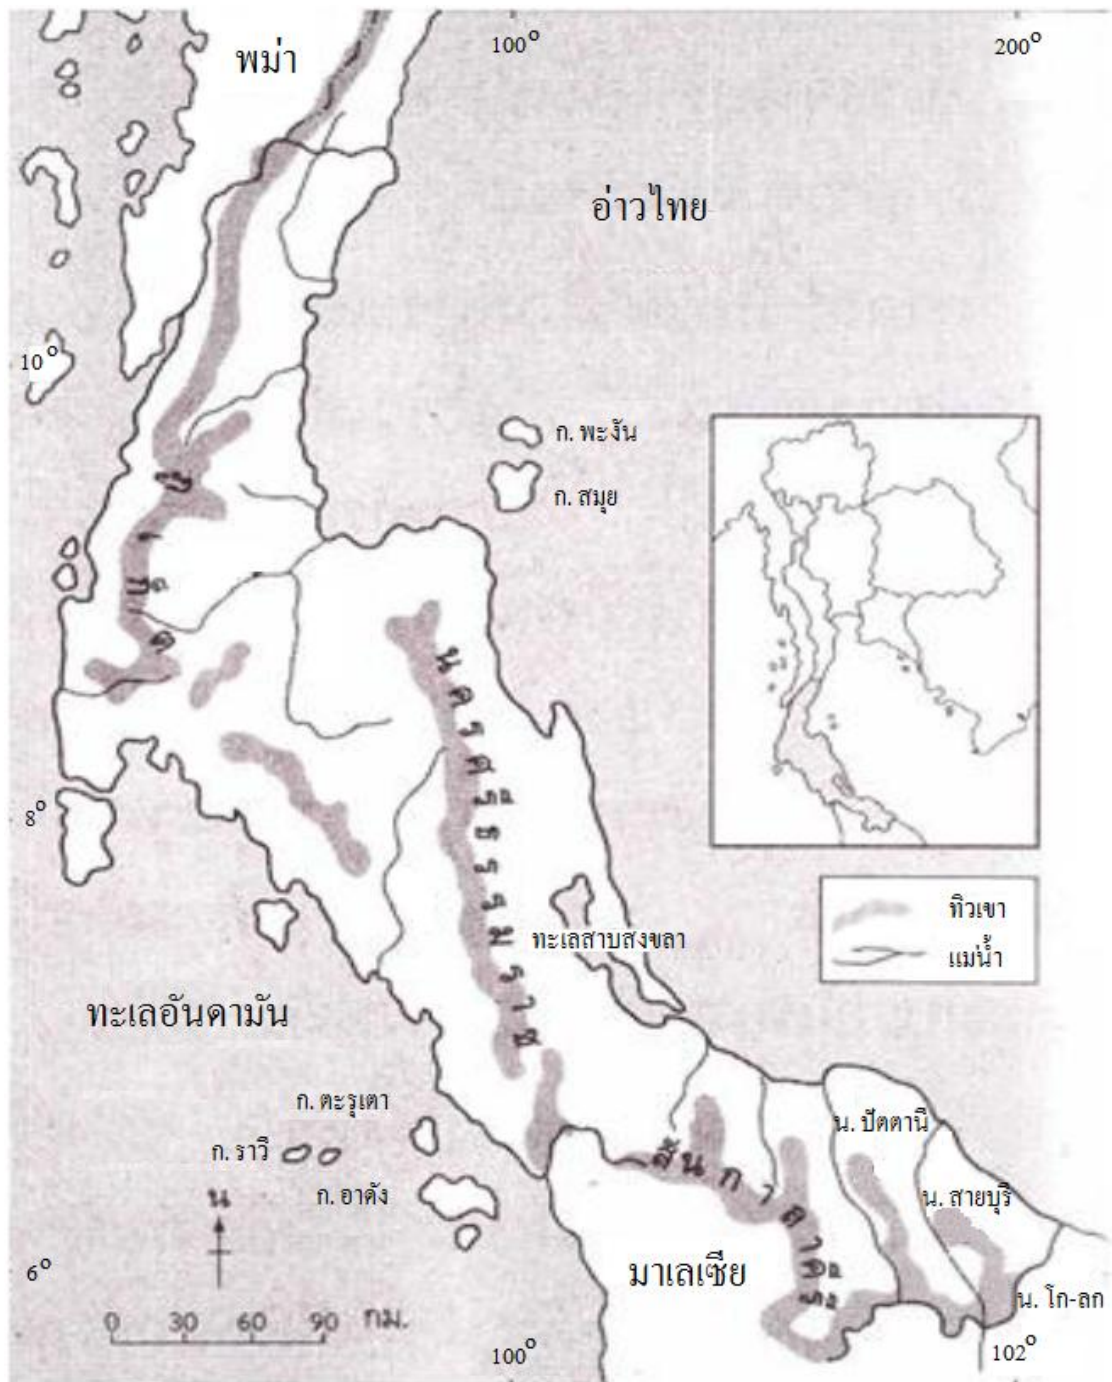 100°
200°
พม่า
อ่าวไทย
10°
ก. พะงัน
ก. สมุย
ภูเก็ต
นครศรีธรรมราช
8°
ทิวเขา
แม่น้ำ
ทะเลสาบสงขลา
ทะเลอันดามัน
ก. ตะรุเตา
ก. ราวี
ก. อาดัง
น
น. ปัตตานี
สันกาลาคีรี
น. สายบุรี
6°
มาเลเซีย
น. โก-ลก
0 30 60 90 กม.
100°
102°